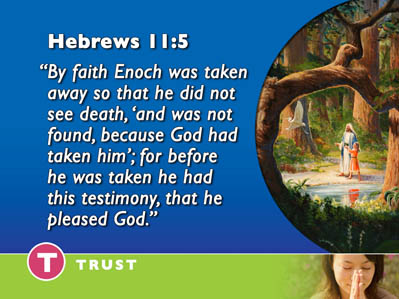 Hebrews 11:5
“By faith Enoch was taken
away so that he did not
see death, ‘and was not
found, because God had
taken him’; for before
he was taken he had
this testimony, that he
pleased God.”
T TRUST